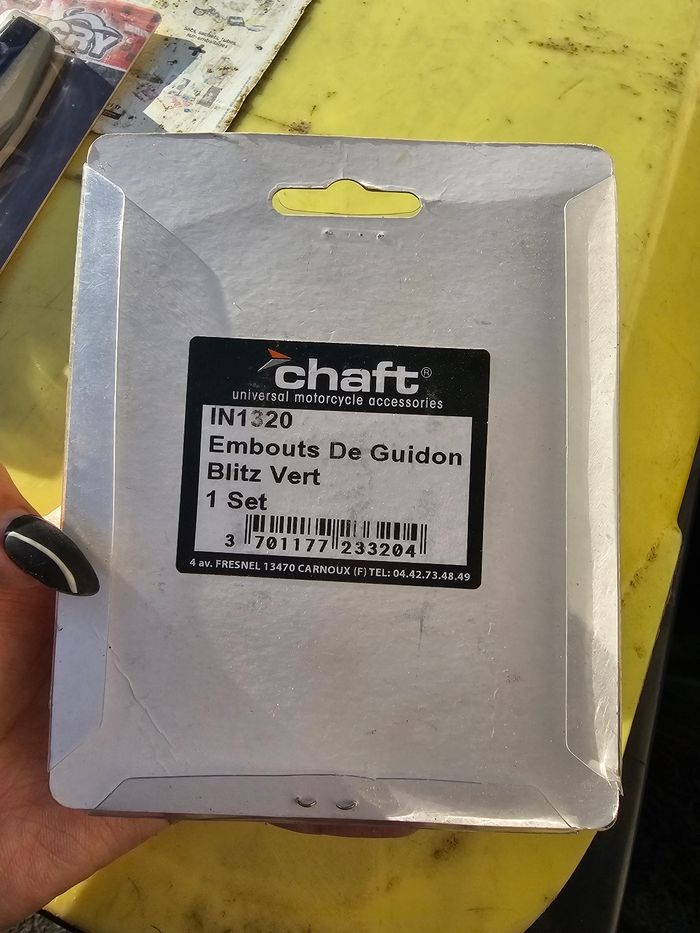 CRY
chaft®
universal motorcycle accessories
IN1320
Embouts De Guidon
Blitz Vert
1 Set
3 701177 233204
4 av. FRESNEL 13470 CARNOUX (F) TEL: 04.42.73.48.49